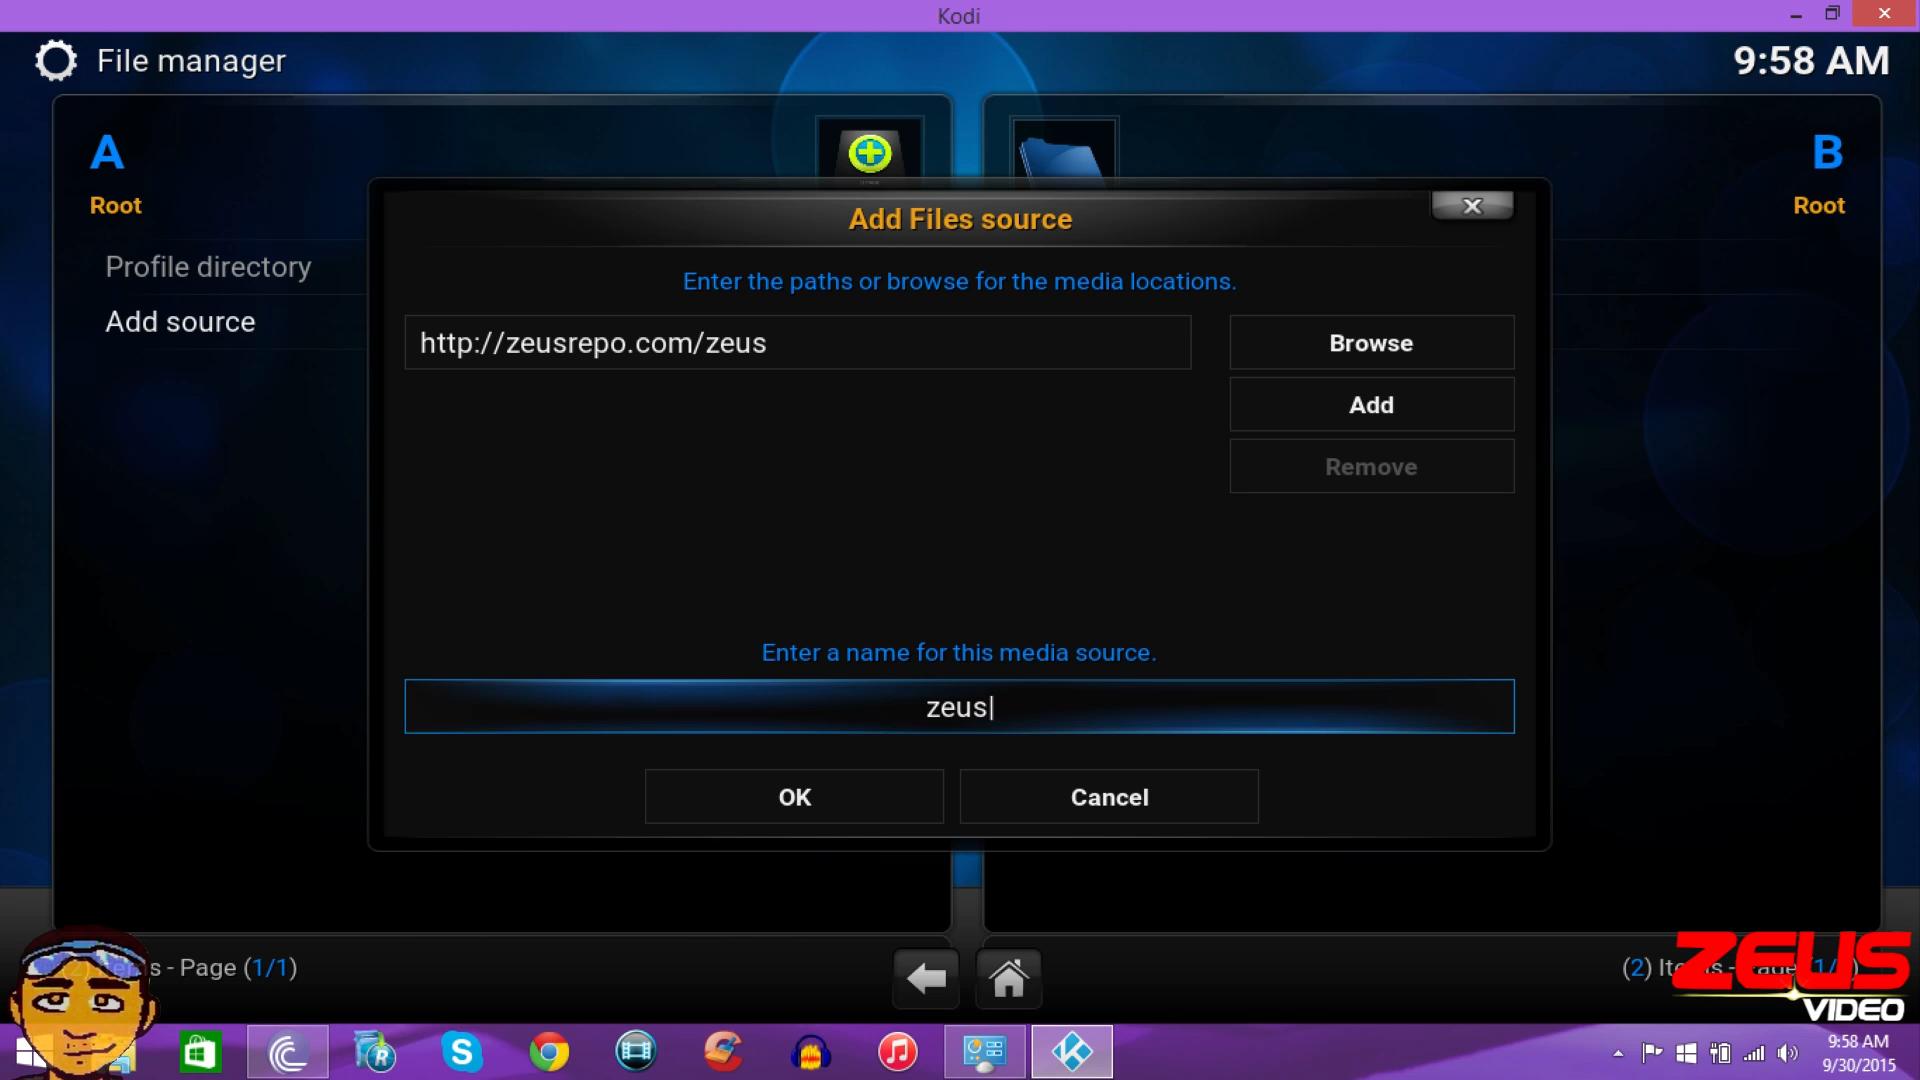 Kodi
File manager
9:58 AM
A
B
Root
Root
Profile directory
Add source
Add Files source
Enter the paths or browse for the media locations.
http://zeusrepo.com/zeus
Browse
Add
Remove
Enter a name for this media source.
zeus
OK
Cancel
s - Page (1/1)
(2) It
ZEUS
VIDEO
9:58 AM
9/30/2015